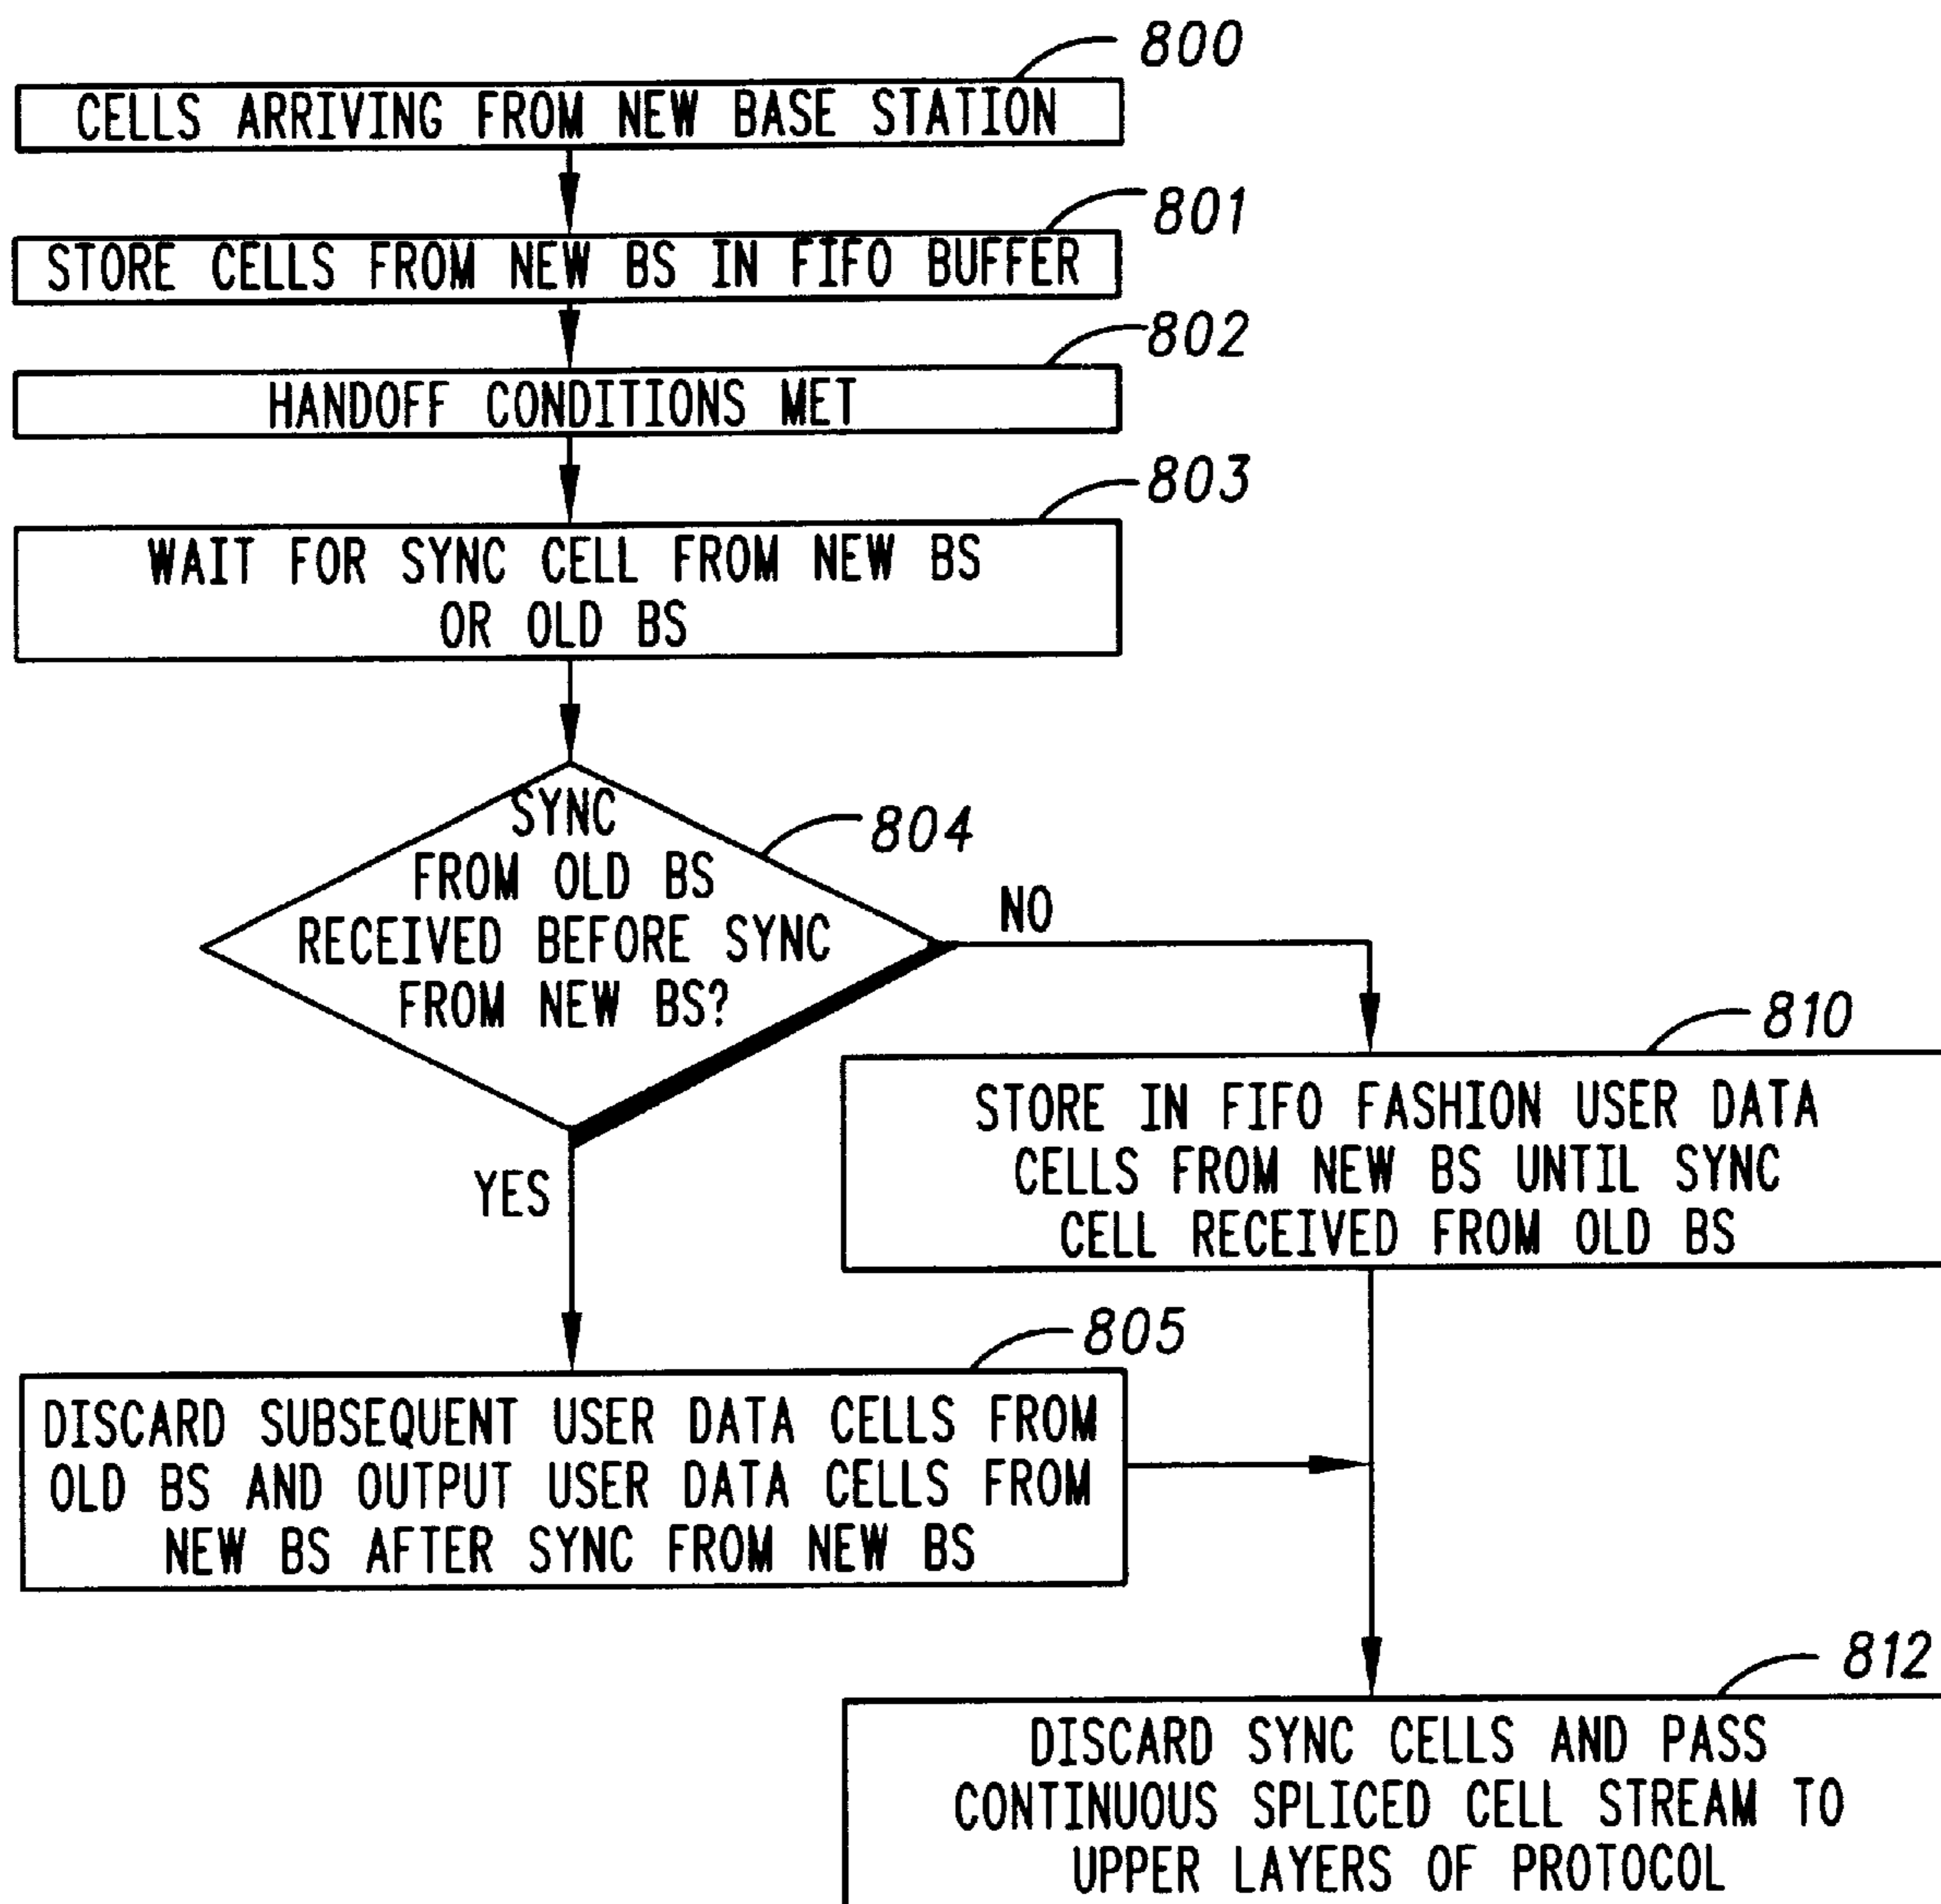 800
CELLS ARRIVING FROM NEW BASE STATION
801
STORE CELLS FROM NEW BS IN FIFO BUFFER
802
HANDOFF CONDITIONS MET
803
WAIT FOR SYNC CELL FROM NEW BS
OR OLD BS
804
SYNC
FROM OLD BS
RECEIVED BEFORE SYNC
FROM NEW BS?
NO
YES
810
STORE IN FIFO FASHION USER DATA
CELLS FROM NEW BS UNTIL SYNC
CELL RECEIVED FROM OLD BS
805
DISCARD SUBSEQUENT USER DATA CELLS FROM
OLD BS AND OUTPUT USER DATA CELLS FROM
NEW BS AFTER SYNC FROM NEW BS
812
DISCARD SYNC CELLS AND PASS
CONTINUOUS SPLICED CELL STREAM TO
UPPER LAYERS OF PROTOCOL